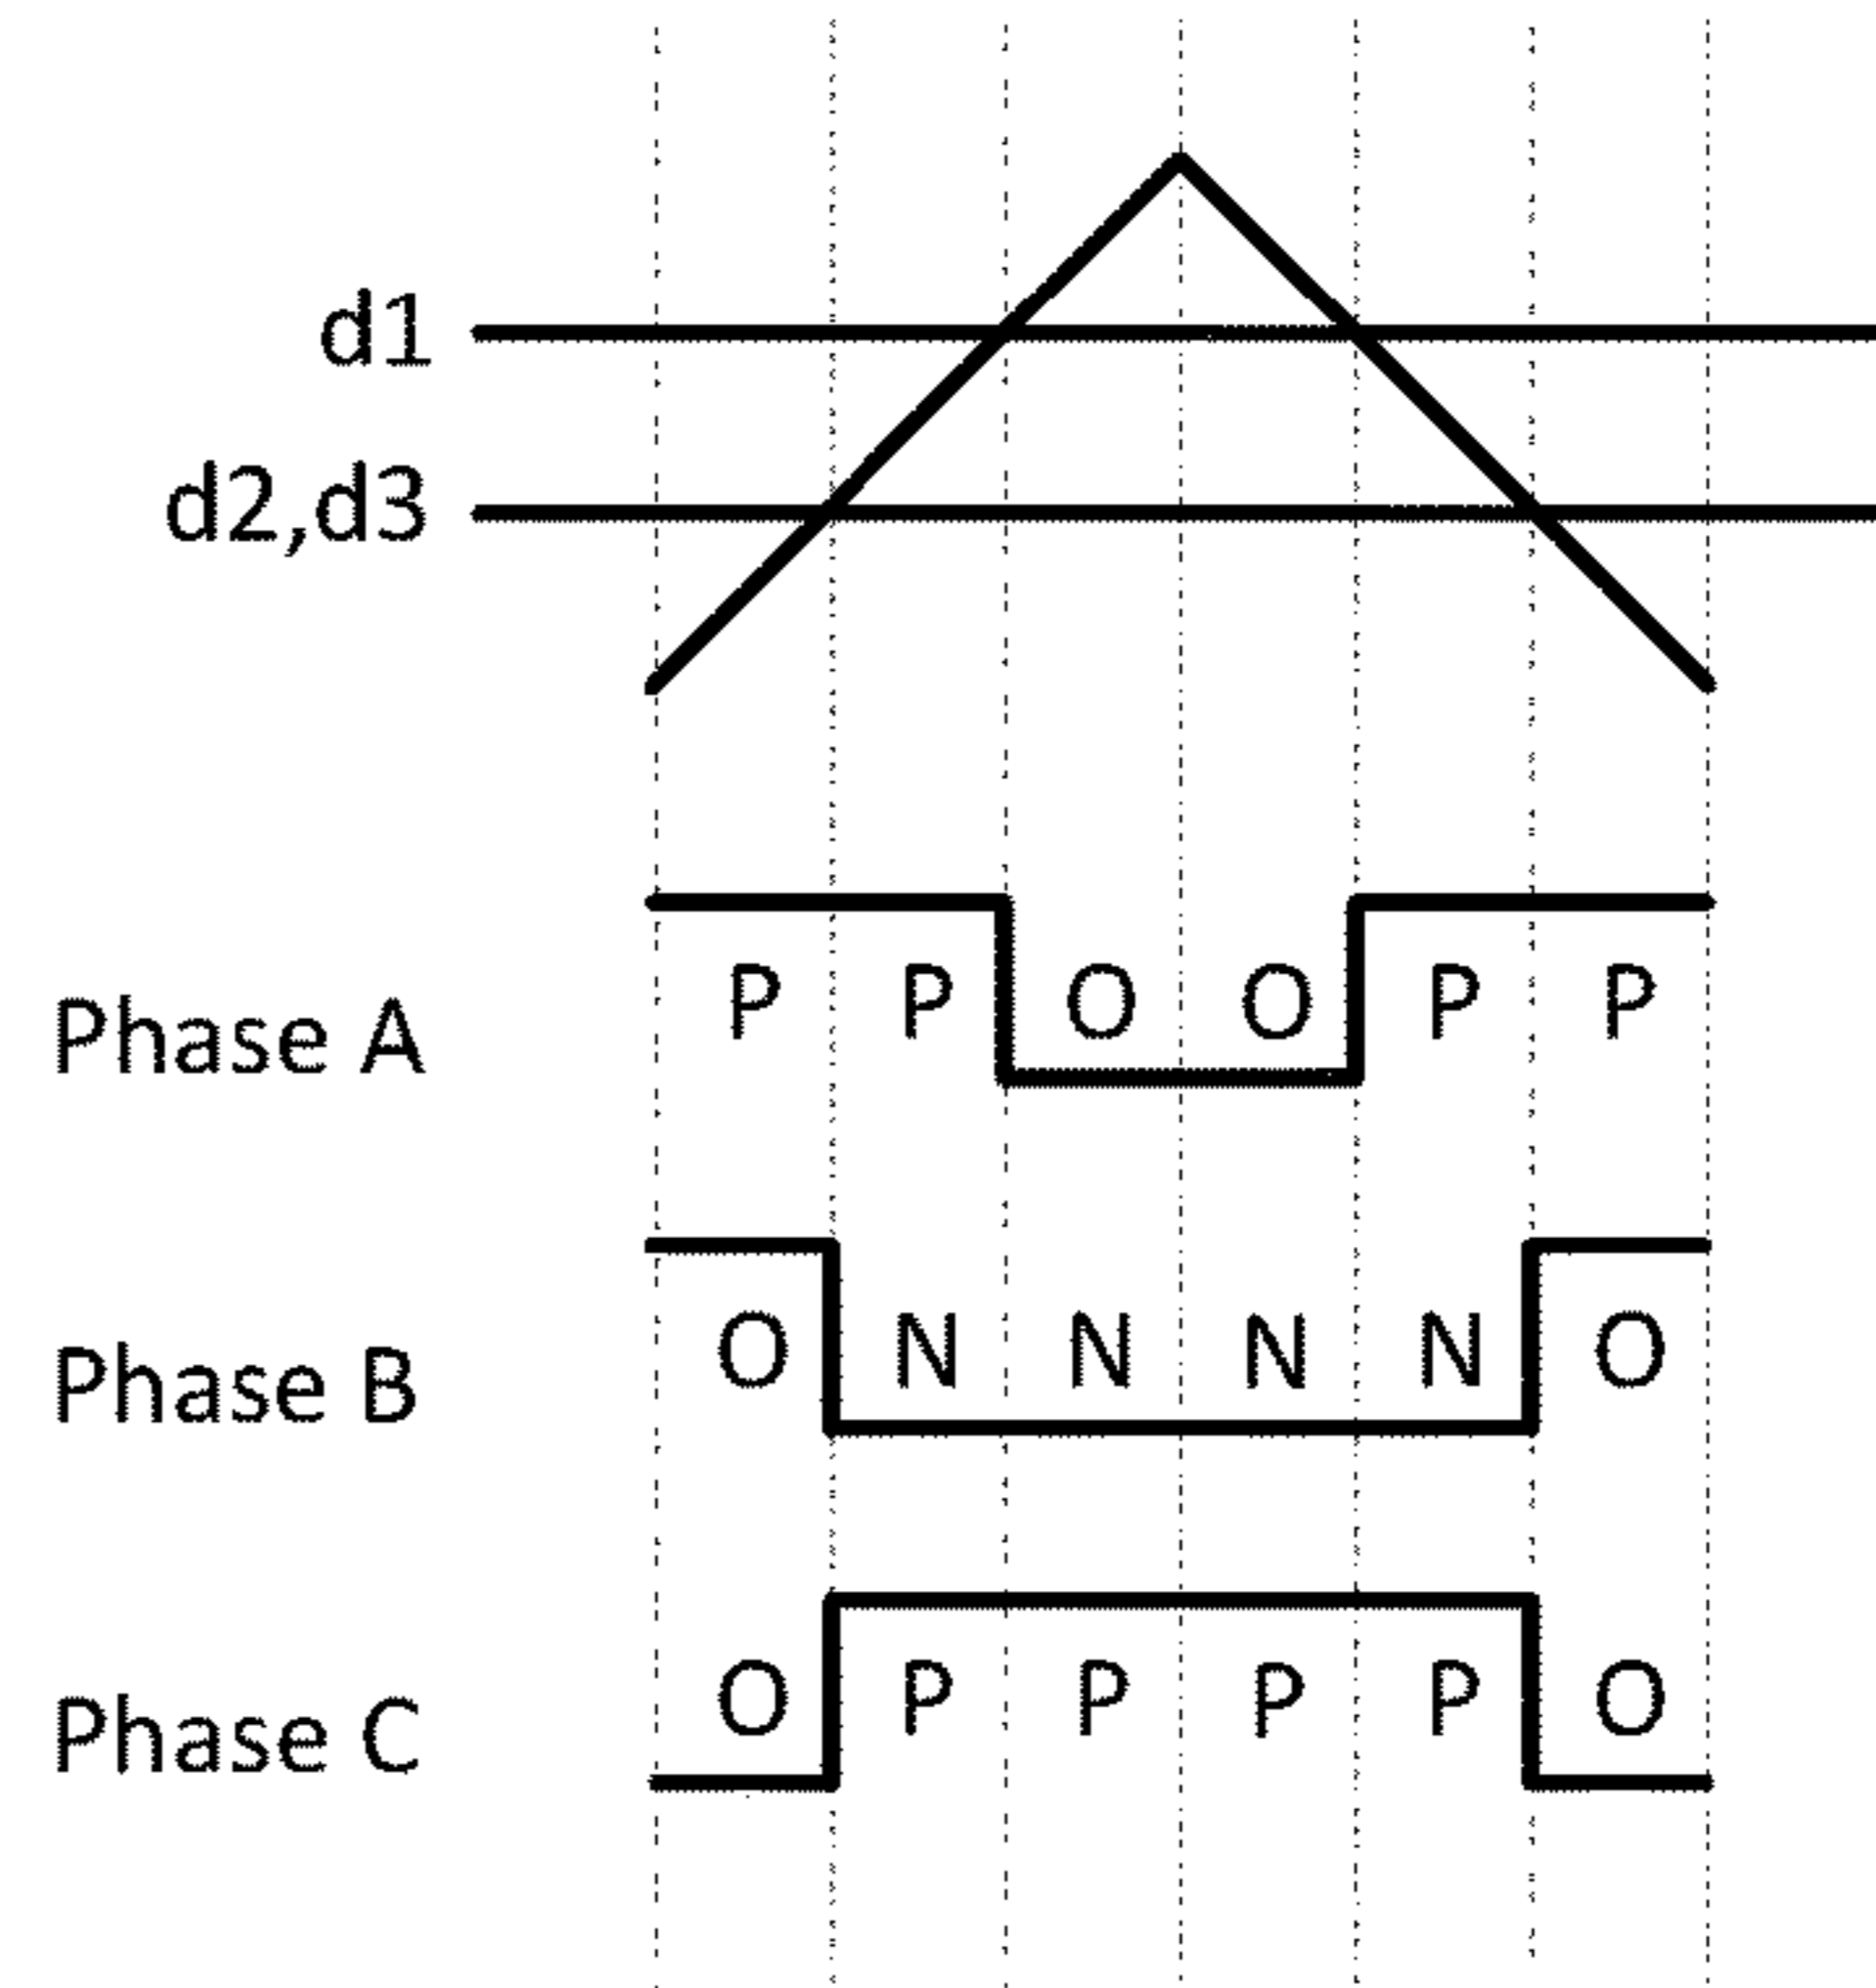 d1
d2,d3
Phase A P P O O P P
Phase B O N N N N O
Phase C O P P P P O